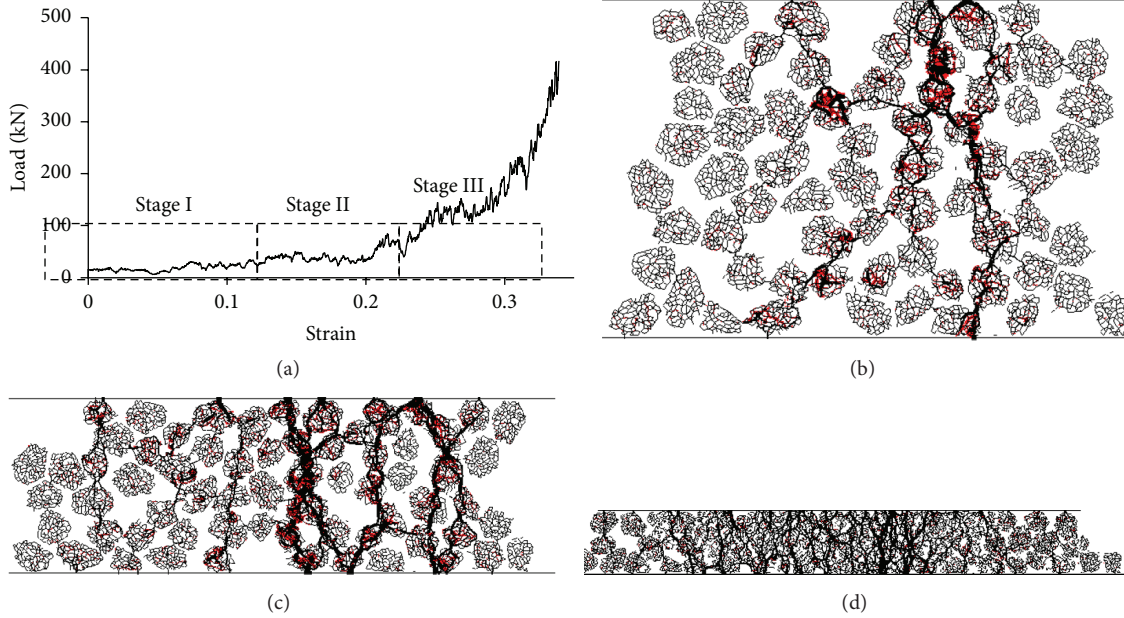 500
400
300
200
100
0
Load (kN)
Stage I
Stage II
Stage III
0
0.1
0.2
0.3
Strain
(a)
(b)
(c)
(d)